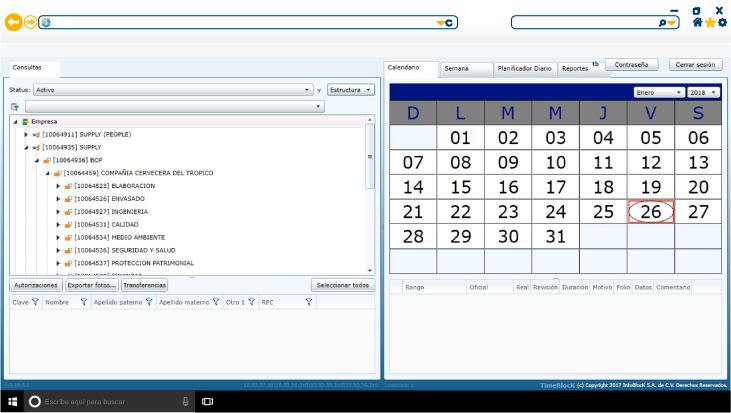 Consultas
Status: Activo y Estructura
Empresa
[10064911] SUPPLY (PEOPLE)
[10064935] SUPPLY
[10064936] BOP
[10064459] COMPAÑIA CERVECERA DEL TROPICO
[10064523] ELABORACION
[10064526] ENVASADO
[10064527] INGENIERIA
[10064531] CALIDAD
[10064534] MEDIO AMBIENTE
[10064536] SEGURIDAD Y SALUD
[10064537] PROTECCION PATRIMONIAL
Autorizaciones Exportar fotos... Transferencias Seleccionar todos
Clave Nombre Apellido paterno Apellido materno Otro 1 RFC
Calendario Semana Planificador Diario Reportes tb Contraseña Cerrar sesión
Enero 2018
D L M M J V S
01 02 03 04 05 06
07 08 09 10 11 12 13
14 15 16 17 18 19 20
21 22 23 24 25 26 27
28 29 30 31
Rango Oficial Real Revisión Duración Motivo Folio Datos Comentario
TimeBlocK (c) Copyright 2017 InfoBlocK S.A. de C.V. Derechos Reservados.
Escribe aquí para buscar